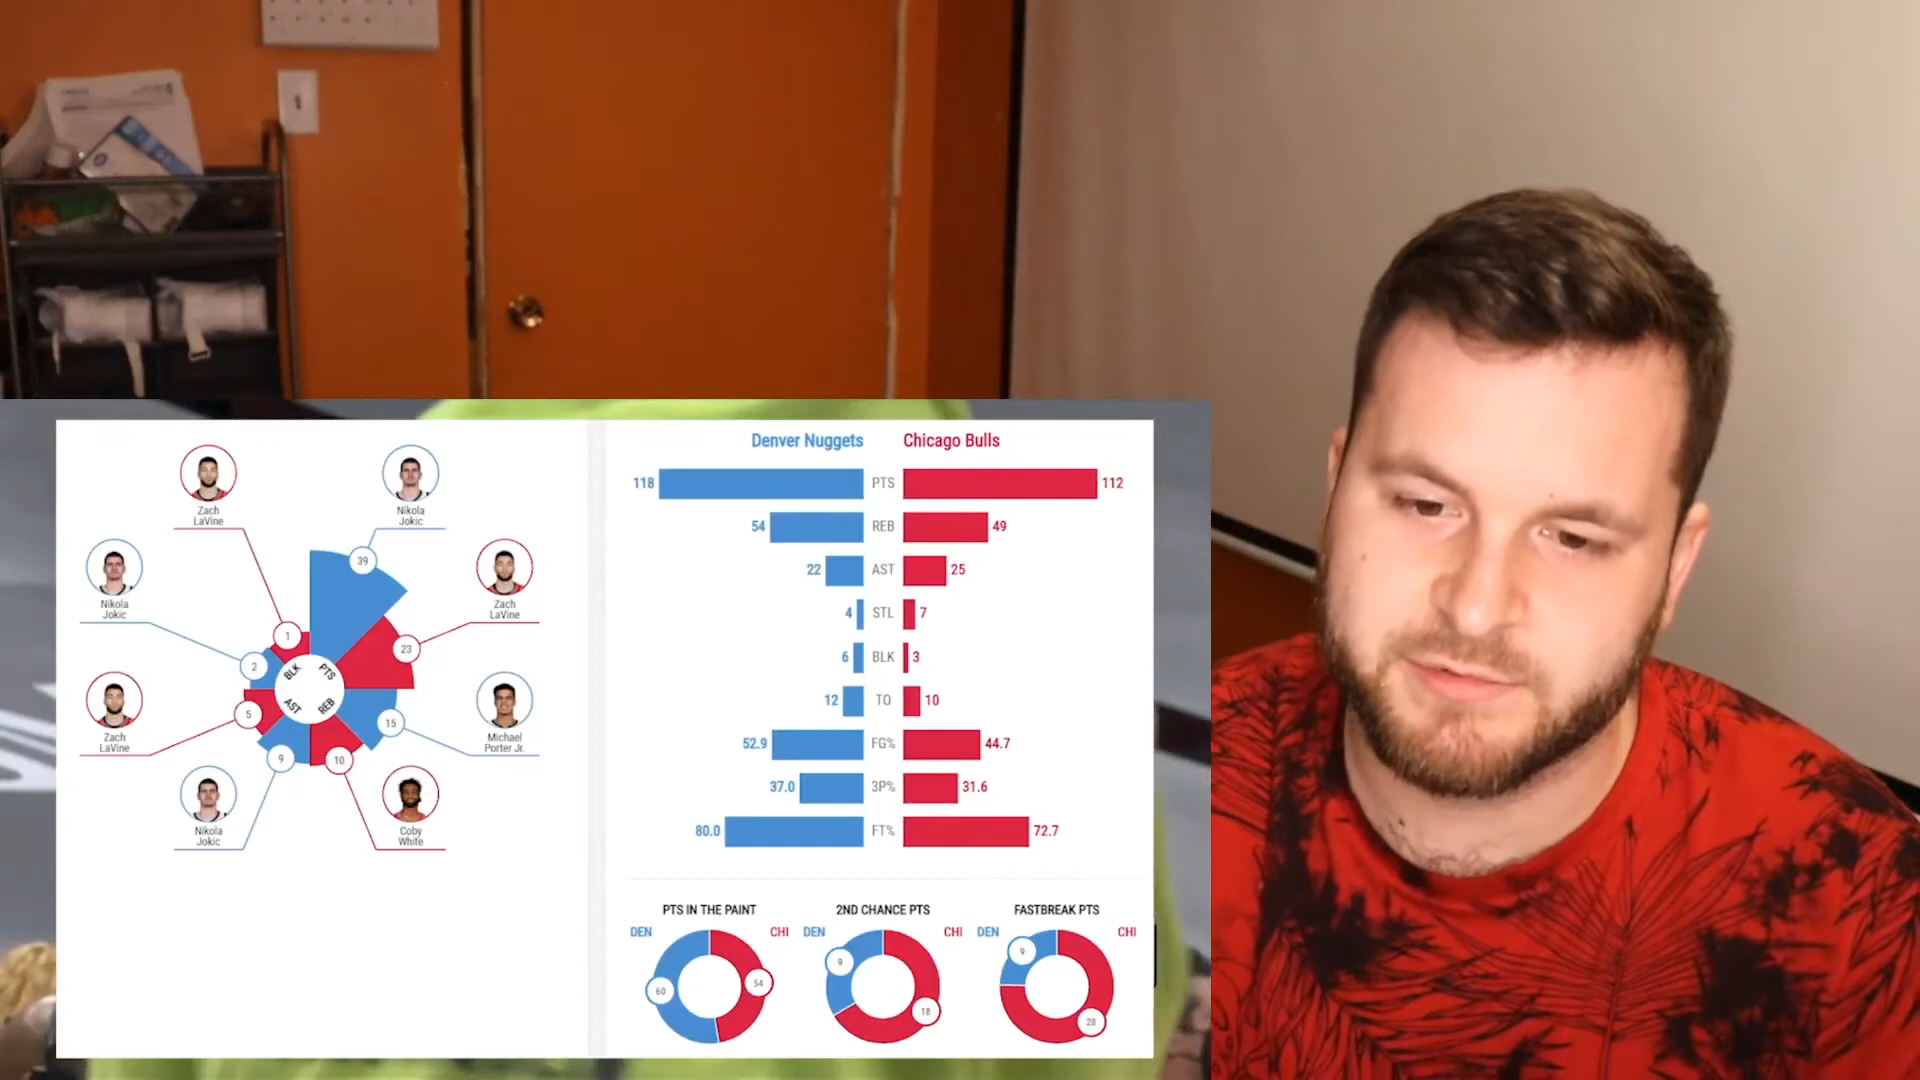 Zach
LaVine
Nikola
Jokic
39
Nikola
Jokic
Zach
LaVine
1
23
2
BLK
PTS
AST
REB
5
15
Zach
LaVine
Michael
Porter Jr.
9
10
Nikola
Jokic
Coby
White
Denver Nuggets
Chicago Bulls
118 PTS 112
54 REB 49
22 AST 25
4 STL 7
6 BLK 3
12 TO 10
52.9 FG% 44.7
37.0 3P% 31.6
80.0 FT% 72.7
PTS IN THE PAINT
DEN CHI
60 54
2ND CHANCE PTS
DEN CHI
9 18
FASTBREAK PTS
DEN CHI
9 28